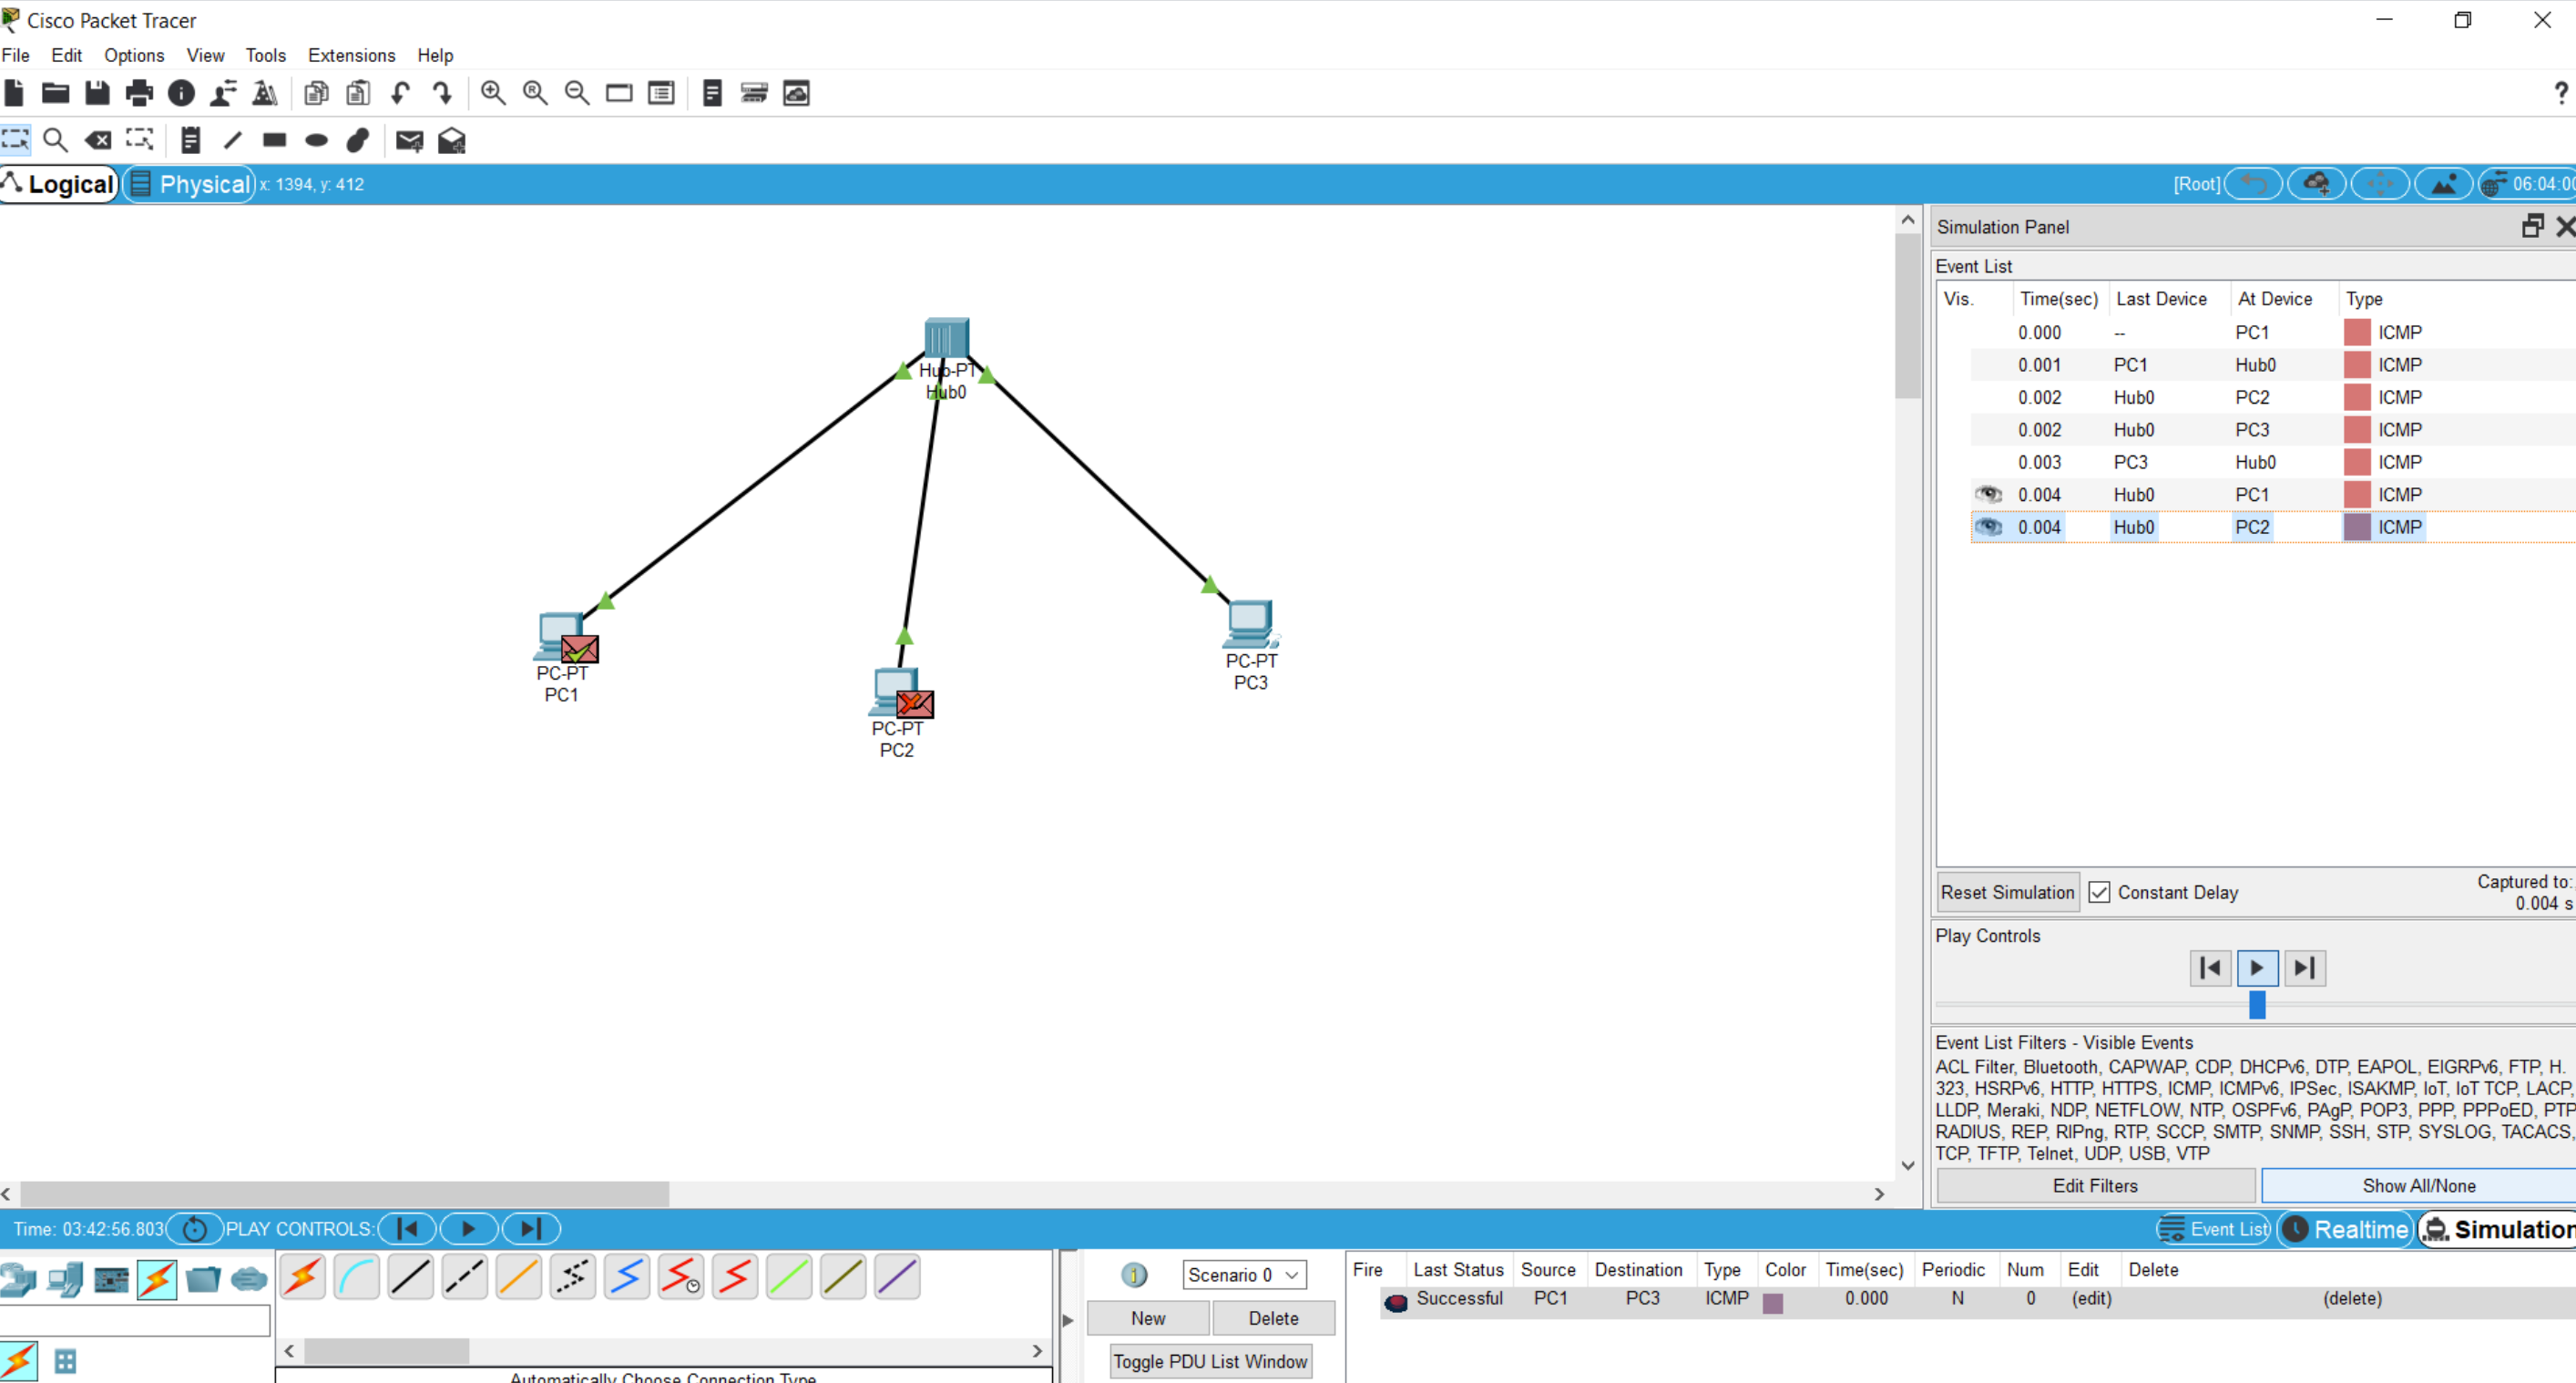 Cisco Packet Tracer
File Edit Options View Tools Extensions Help
?
Logical Physical x: 1394, y: 412 [Root] 06:04:00
Simulation Panel
Event List
Vis. Time(sec) Last Device At Device Type
0.000 -- PC1 ICMP
0.001 PC1 Hub0 ICMP
0.002 Hub0 PC2 ICMP
0.002 Hub0 PC3 ICMP
0.003 PC3 Hub0 ICMP
0.004 Hub0 PC1 ICMP
0.004 Hub0 PC2 ICMP
Hub-PT
Hub0
PC-PT
PC1
PC-PT
PC2
PC-PT
PC3
Reset Simulation Constant Delay Captured to:
0.004 s
Play Controls
Event List Filters - Visible Events
ACL Filter, Bluetooth, CAPWAP, CDP, DHCPv6, DTP, EAPOL, EIGRPv6, FTP, H.
323, HSRPv6, HTTP, HTTPS, ICMP, ICMPv6, IPSec, ISAKMP, IoT, IoT TCP, LACP,
LLDP, Meraki, NDP, NETFLOW, NTP, OSPFv6, PAgP, POP3, PPP, PPPoED, PTP
RADIUS, REP, RIPng, RTP, SCCP, SMTP, SNMP, SSH, STP, SYSLOG, TACACS,
TCP, TFTP, Telnet, UDP, USB, VTP
Edit Filters Show All/None
Time: 03:42:56.803 PLAY CONTROLS: Event List Realtime Simulation
Scenario 0
New Delete
Toggle PDU List Window
Fire Last Status Source Destination Type Color Time(sec) Periodic Num Edit Delete
Successful PC1 PC3 ICMP 0.000 N 0 (edit) (delete)
Automatically Choose Connection Type